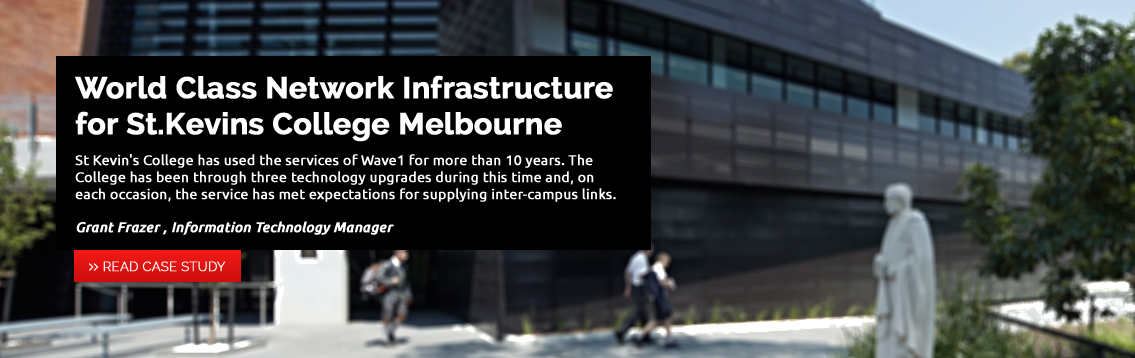 World Class Network Infrastructure
for St.Kevins College Melbourne
St Kevin's College has used the services of Wave1 for more than 10 years. The
College has been through three technology upgrades during this time and, on
each occasion, the service has met expectations for supplying inter-campus links.
Grant Frazer , Information Technology Manager
>> READ CASE STUDY